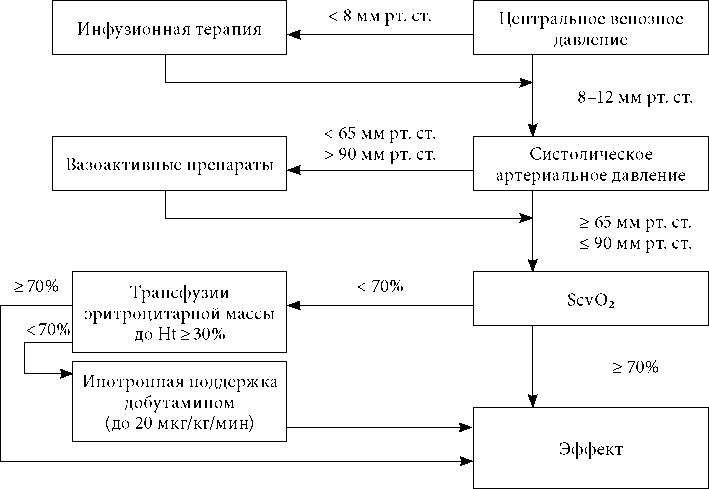 Инфузионная терапия
< 8 мм рт. ст.
Центральное венозное
давление
8–12 мм рт. ст.
Вазоактивные препараты
< 65 мм рт. ст.
> 90 мм рт. ст.
Систолическое
артериальное давление
≥ 65 мм рт. ст.
≤ 90 мм рт. ст.
≥ 70%
Трансфузии
эритроцитарной массы
до Ht ≥ 30%
< 70%
ScvO₂
< 70%
Инотропная поддержка
добутамином
(до 20 мкг/кг/мин)
≥ 70%
Эффект